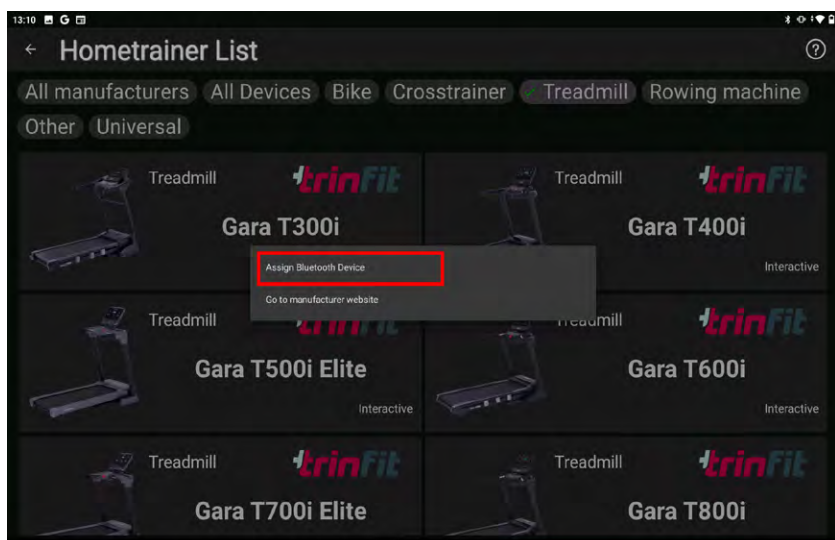 13:10
Hometrainer List
All manufacturers All Devices Bike Crosstrainer Treadmill Rowing machine
Other Universal
Treadmill trinFit
Gara T300i
Treadmill trinFit
Gara T400i
Interactive
Assign Bluetooth Device
Go to manufacturer website
Treadmill trinFit
Gara T500i Elite
Interactive
Treadmill trinFit
Gara T600i
Interactive
Treadmill trinFit
Gara T700i Elite
Treadmill trinFit
Gara T800i